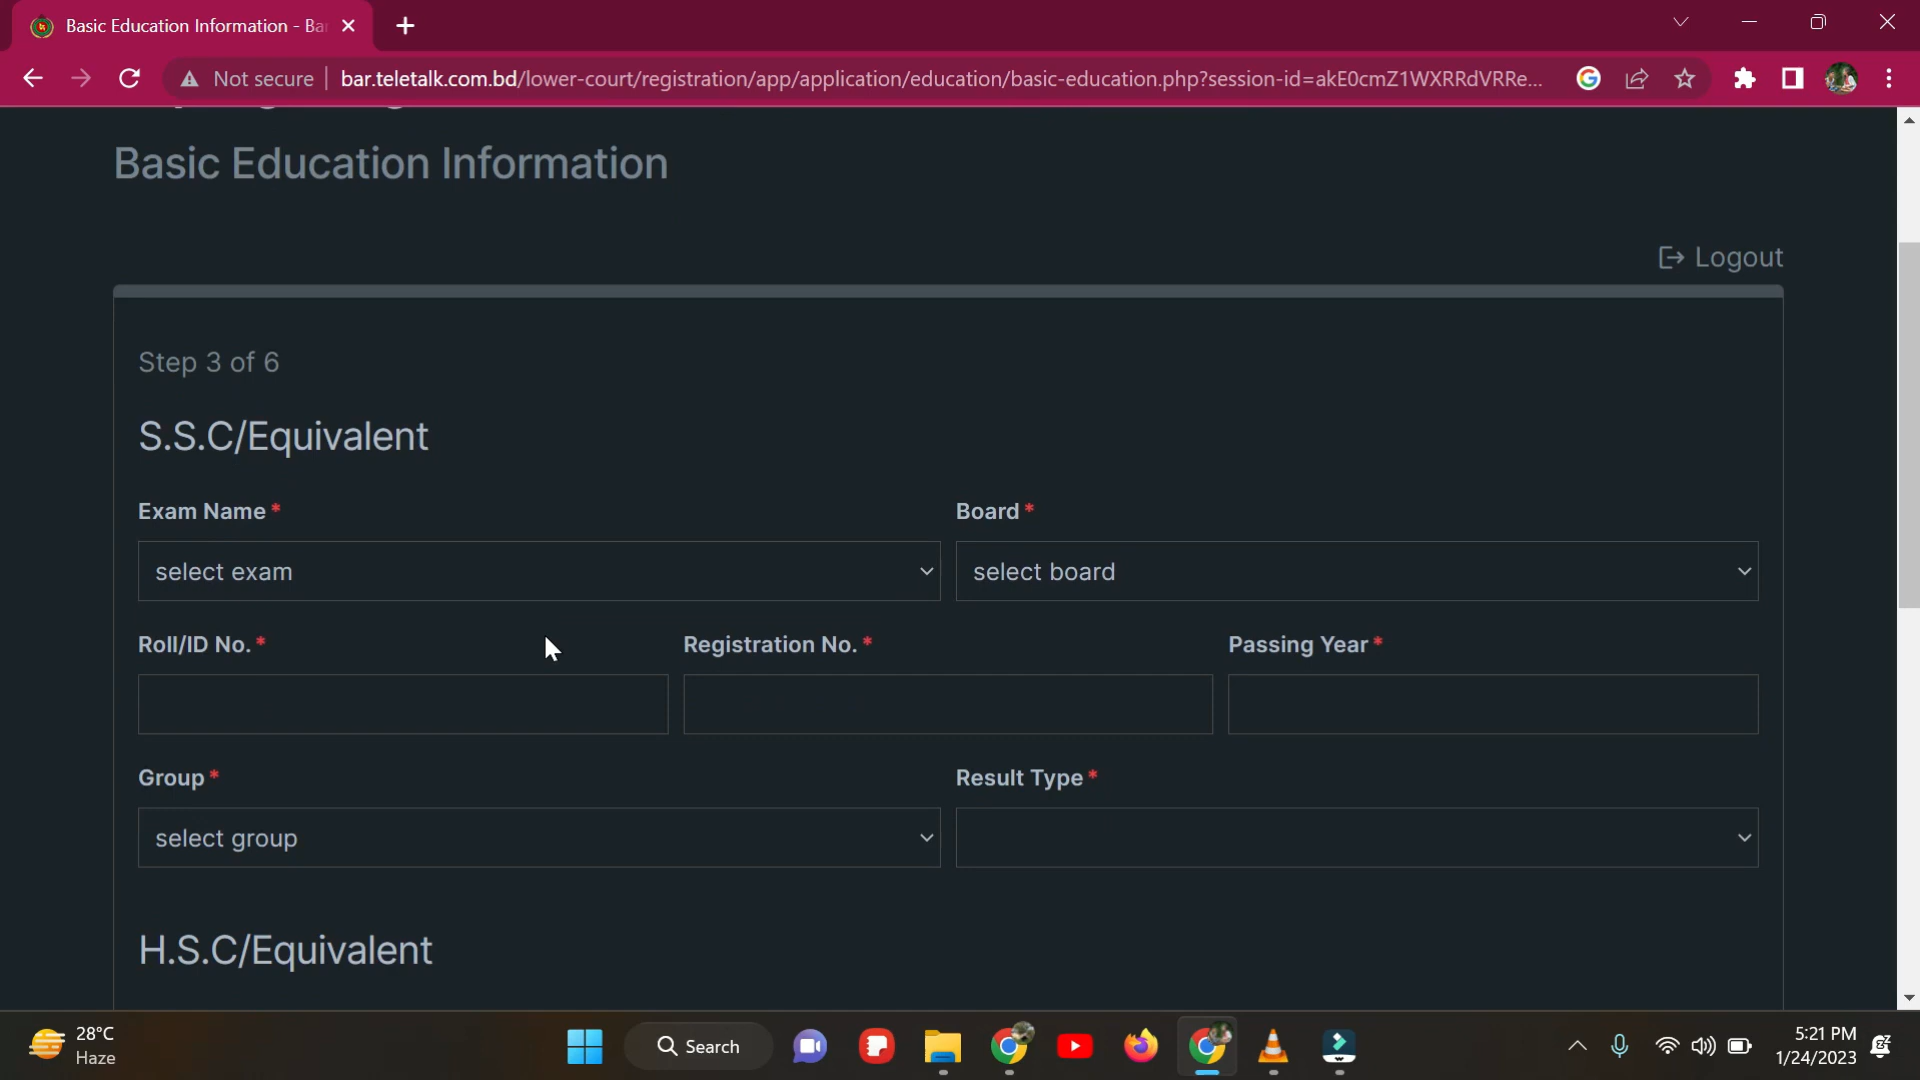 Basic Education Information - Ba
Not secure
bar.teletalk.com.bd/lower-court/registration/app/application/education/basic-education.php?session-id=akE0cmZ1WXRRdVRRe...
Basic Education Information
Logout
Step 3 of 6
S.S.C/Equivalent
Exam Name * Board *
select exam select board
Roll/ID No. * Registration No. * Passing Year *
Group * Result Type *
select group
H.S.C/Equivalent
28°C
Haze
Search
5:21 PM
1/24/2023